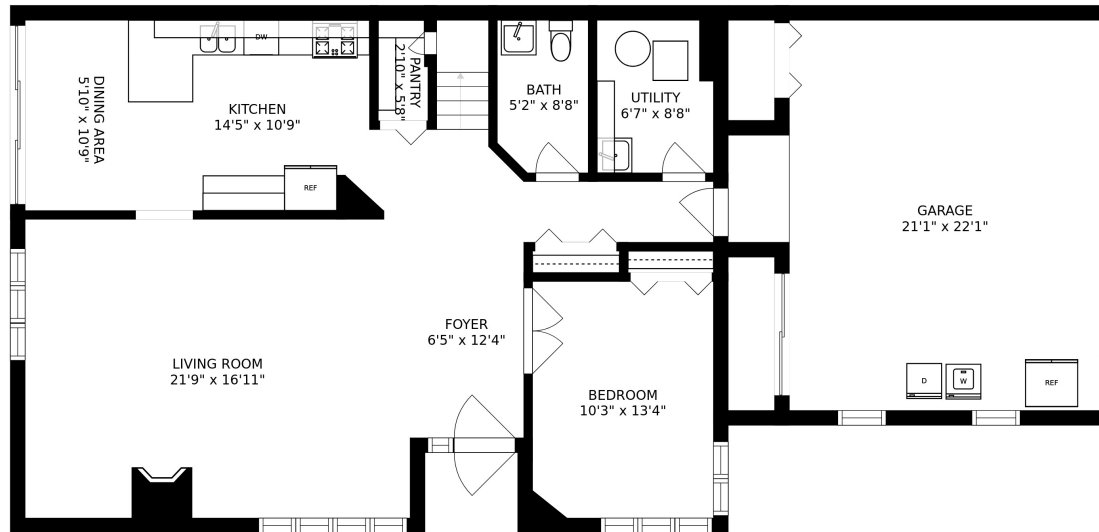 DW
PANTRY
2'10" x 5'8"
BATH
5'2" x 8'8"
UTILITY
6'7" x 8'8"
DINING AREA
5'10" x 10'9"
KITCHEN
14'5" x 10'9"
REF
GARAGE
21'1" x 22'1"
FOYER
6'5" x 12'4"
LIVING ROOM
21'9" x 16'11"
BEDROOM
10'3" x 13'4"
D
W
REF